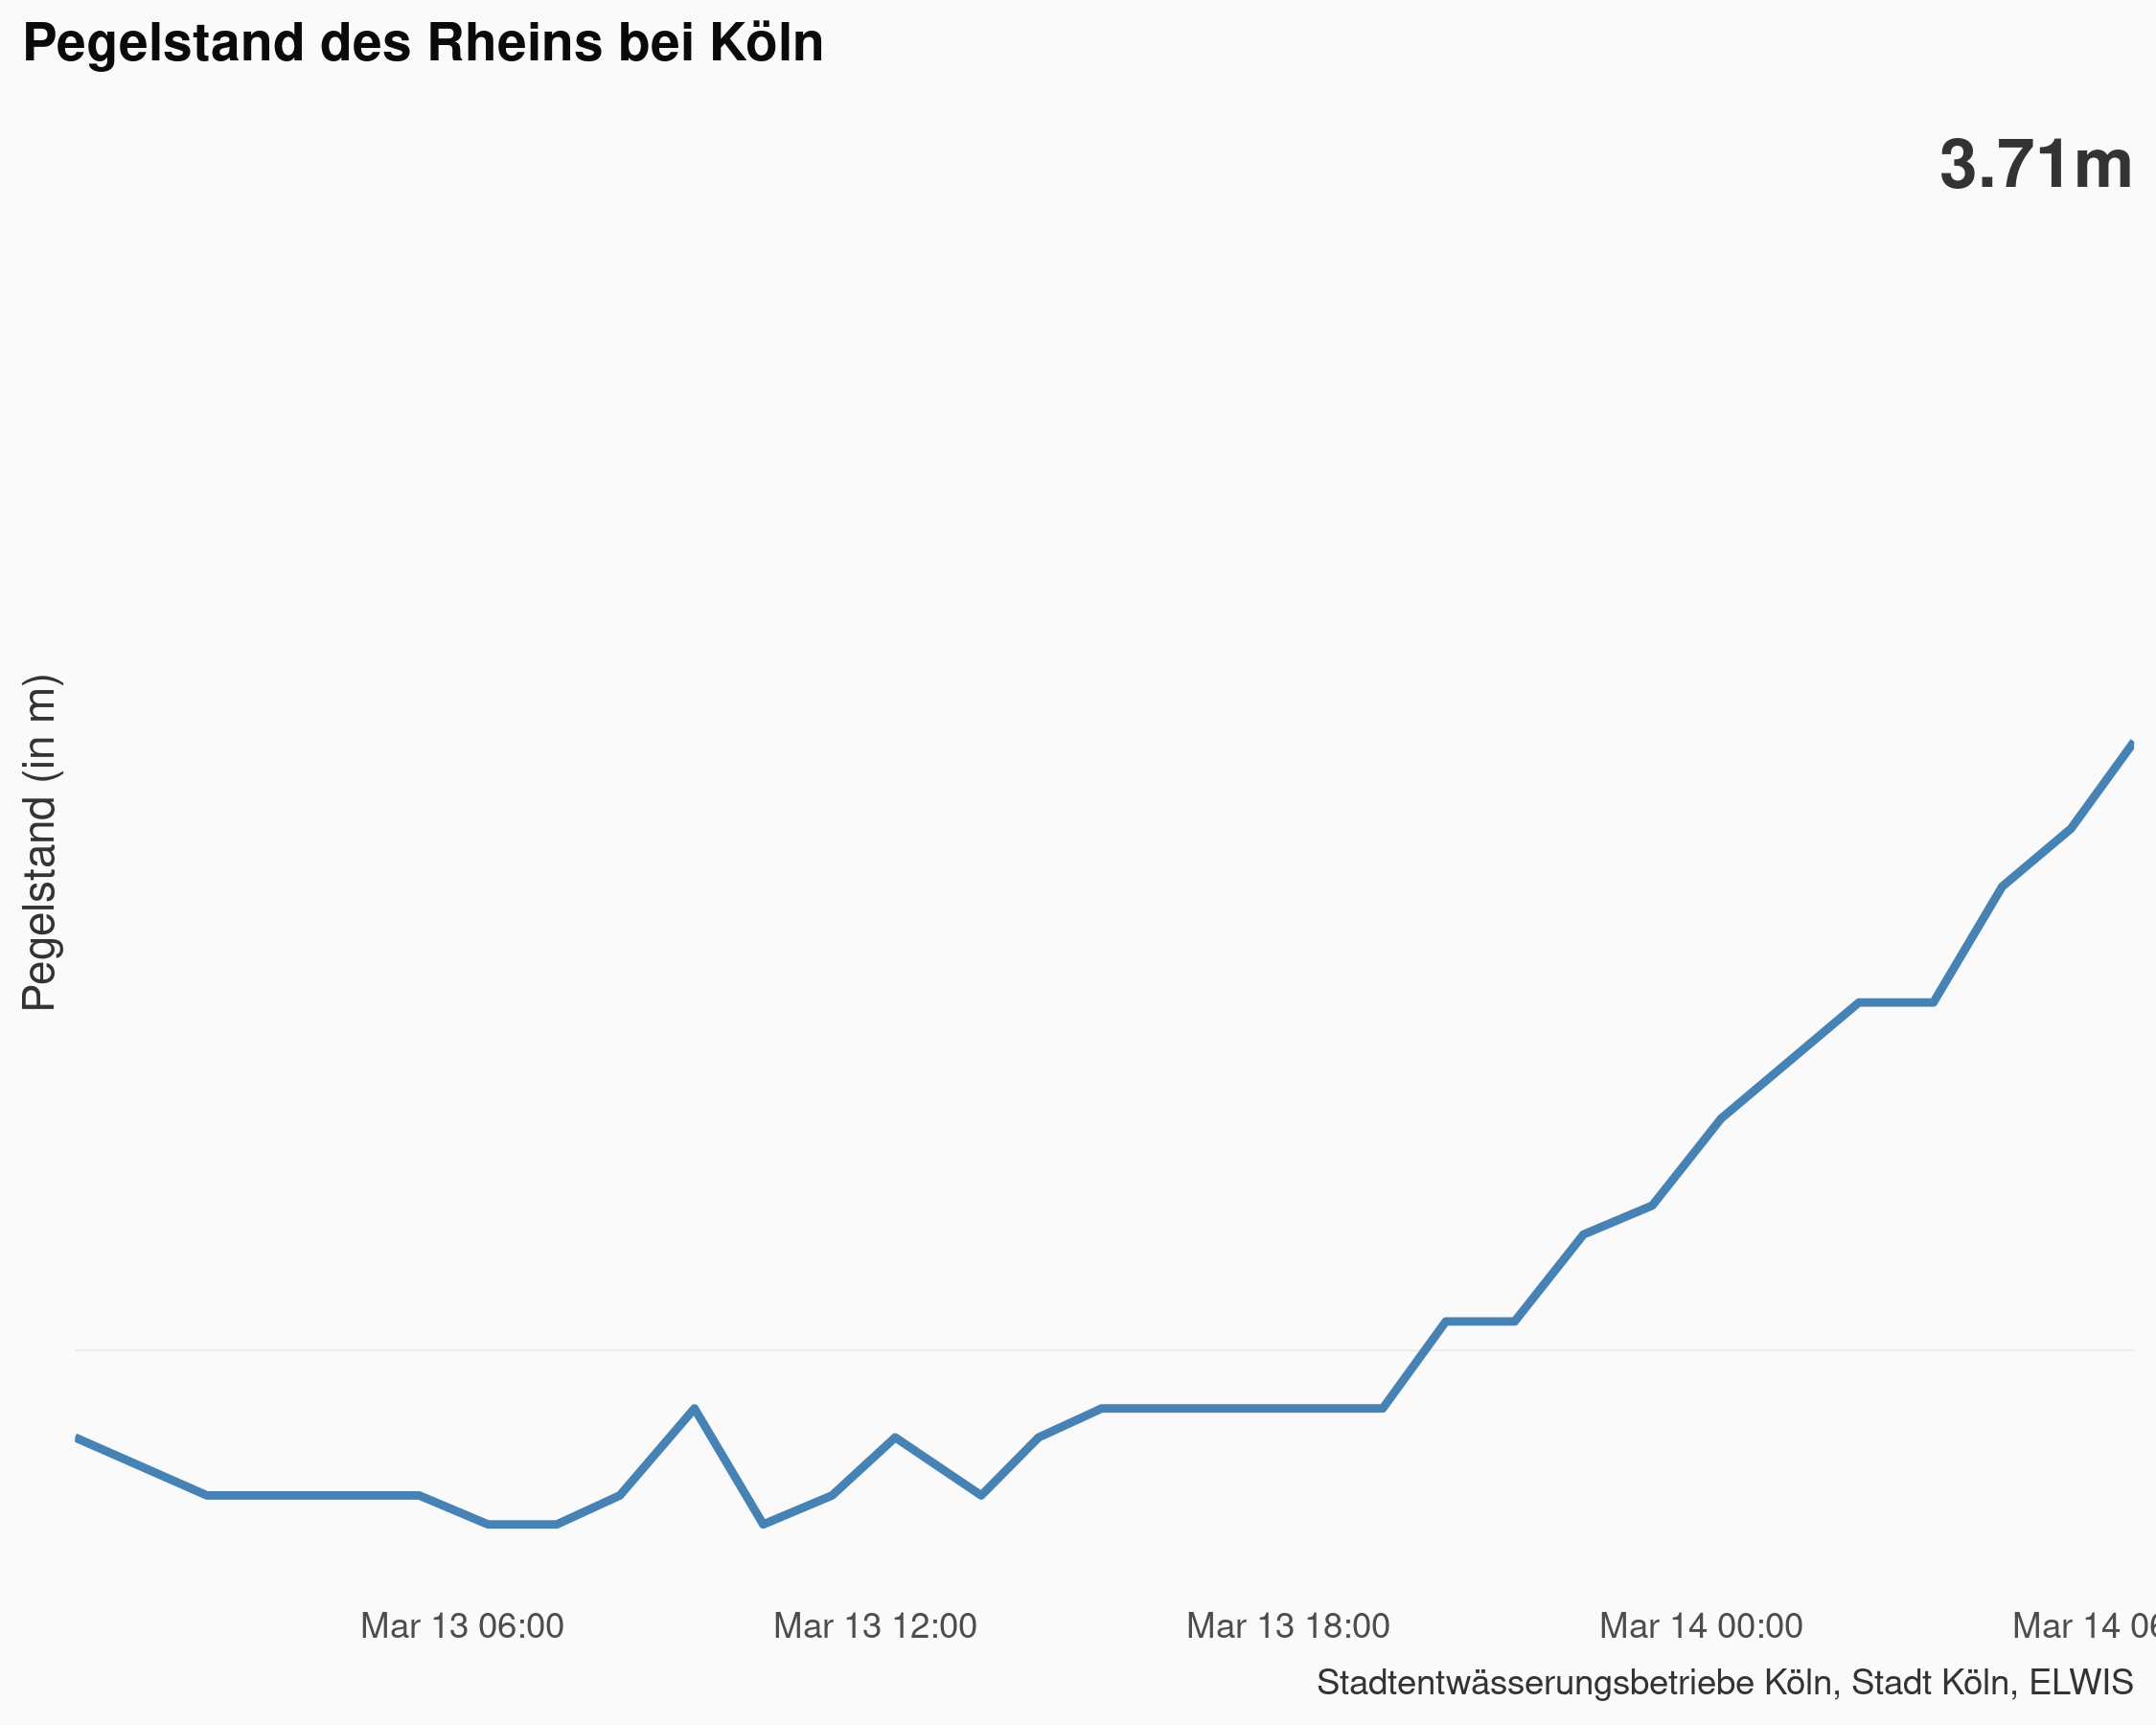 Pegelstand des Rheins bei Köln
3.71m
Pegelstand (in m)
Mar 13 06:00
Mar 13 12:00
Mar 13 18:00
Mar 14 00:00
Mar 14 06
Stadtentwässerungsbetriebe Köln, Stadt Köln, ELWIS